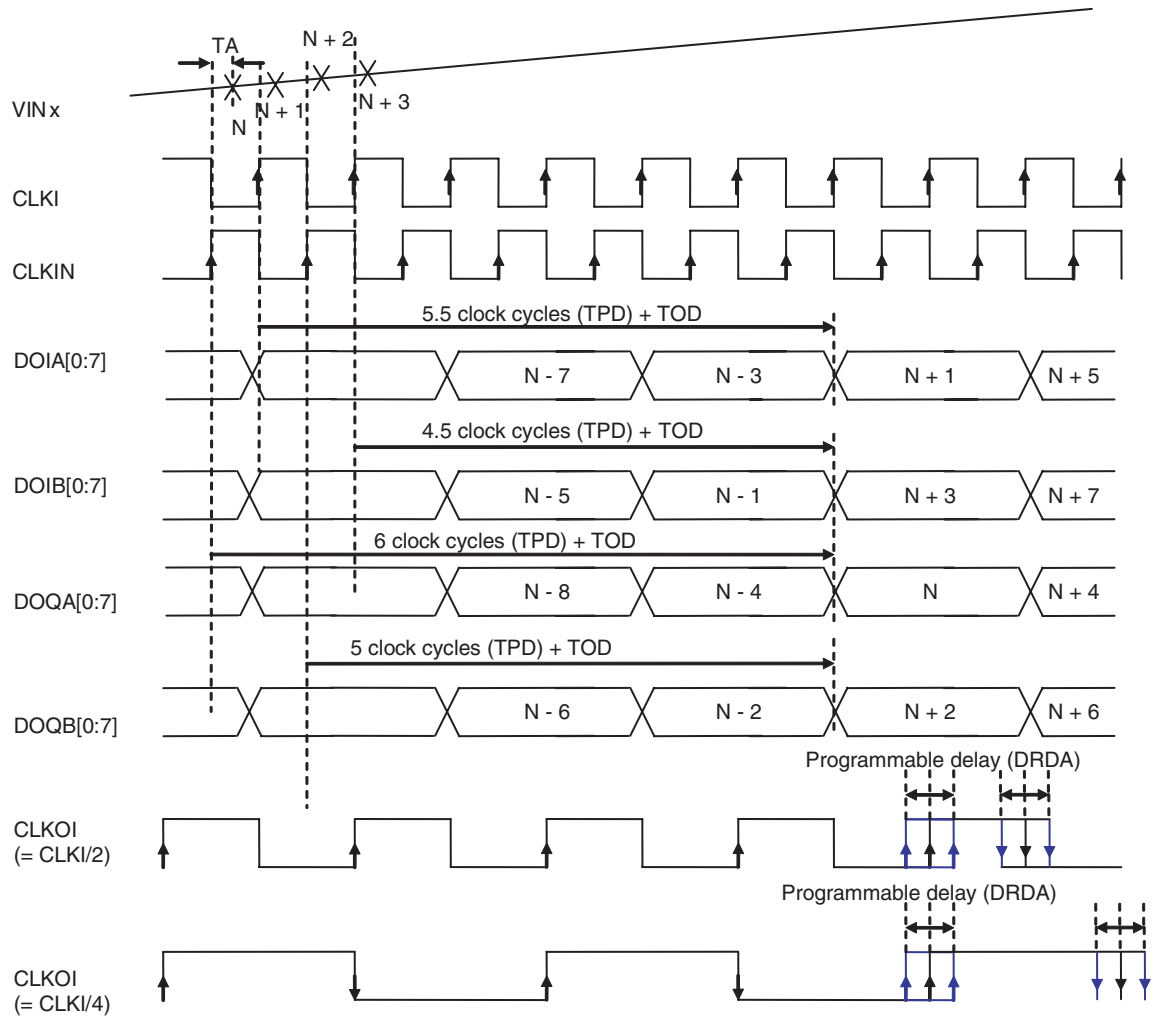 TA
N + 2
VIN x
N
N + 1
N + 3
CLKI
CLKIN
5.5 clock cycles (TPD) + TOD
DOIA[0:7]
N - 7
N - 3
N + 1
N + 5
4.5 clock cycles (TPD) + TOD
DOIB[0:7]
N - 5
N - 1
N + 3
N + 7
6 clock cycles (TPD) + TOD
DOQA[0:7]
N - 8
N - 4
N
N + 4
5 clock cycles (TPD) + TOD
DOQB[0:7]
N - 6
N - 2
N + 2
N + 6
Programmable delay (DRDA)
CLKOI
(= CLKI/2)
Programmable delay (DRDA)
CLKOI
(= CLKI/4)